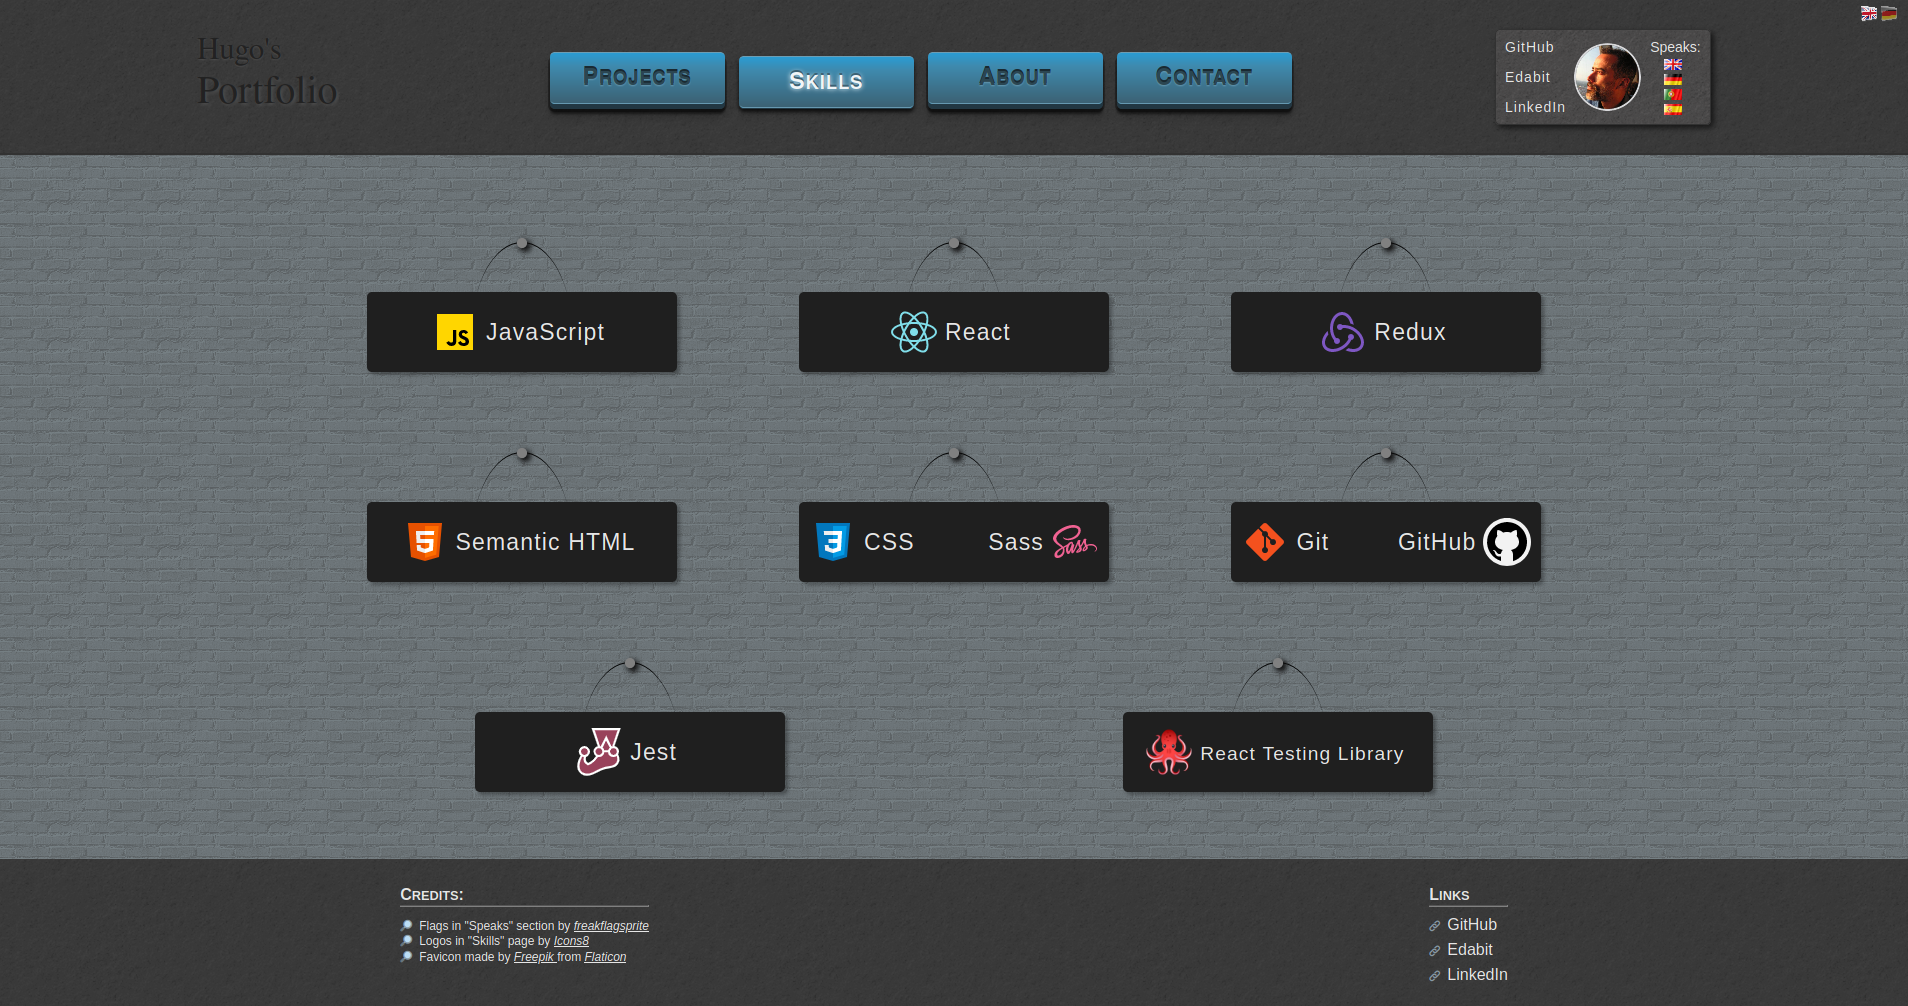 Hugo's
Portfolio
Projects
Skills
About
Contact
GitHub
Edabit
LinkedIn
Speaks:
JS JavaScript
React
Redux
5 Semantic HTML
3 CSS
Sass Sass
Git
GitHub
Jest
React Testing Library
Credits:
Flags in "Speaks" section by freakflagsprite
Logos in "Skills" page by Icons8
Favicon made by Freepik from Flaticon
Links
GitHub
Edabit
LinkedIn